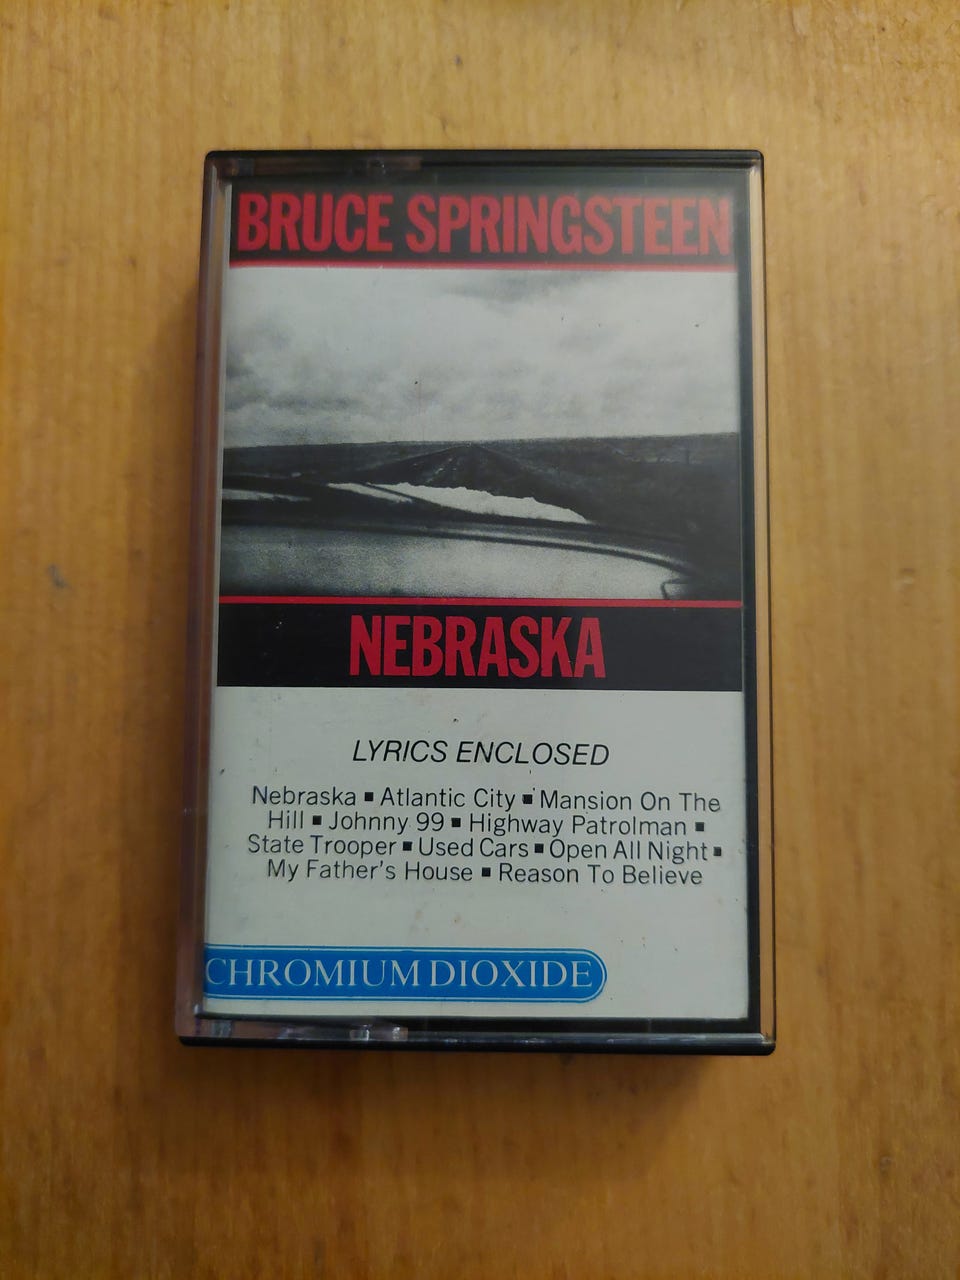 BRUCE SPRINGSTEEN
NEBRASKA
LYRICS ENCLOSED
Nebraska ▪ Atlantic City ▪ Mansion On The
Hill ▪ Johnny 99 ▪ Highway Patrolman ▪
State Trooper ▪ Used Cars ▪ Open All Night ▪
My Father's House ▪ Reason To Believe
CHROMIUM DIOXIDE